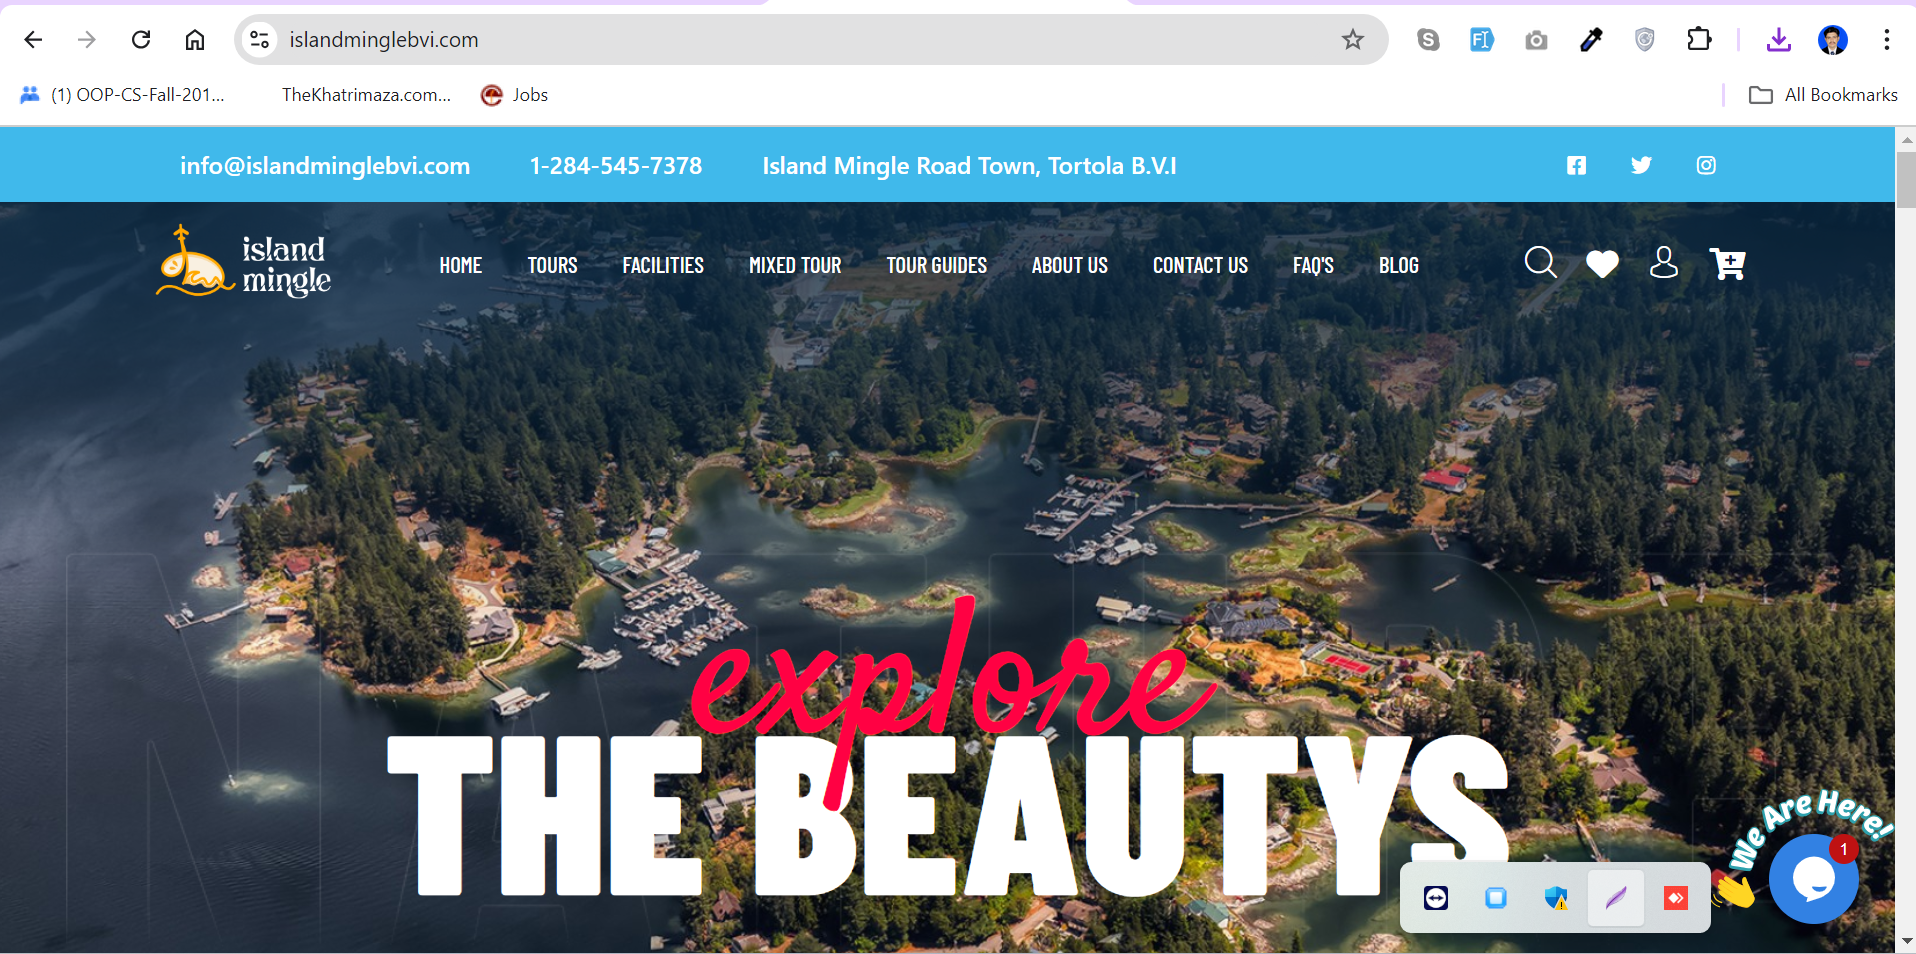 islandminglebvi.com
(1) OOP-CS-Fall-201...
TheKhatrimaza.com...
Jobs
All Bookmarks
info@islandminglebvi.com
1-284-545-7378
Island Mingle Road Town, Tortola B.V.I
island
mingle
HOME
TOURS
FACILITIES
MIXED TOUR
TOUR GUIDES
ABOUT US
CONTACT US
FAQ'S
BLOG
explore
THE BEAUTYS
We Are Here!
1